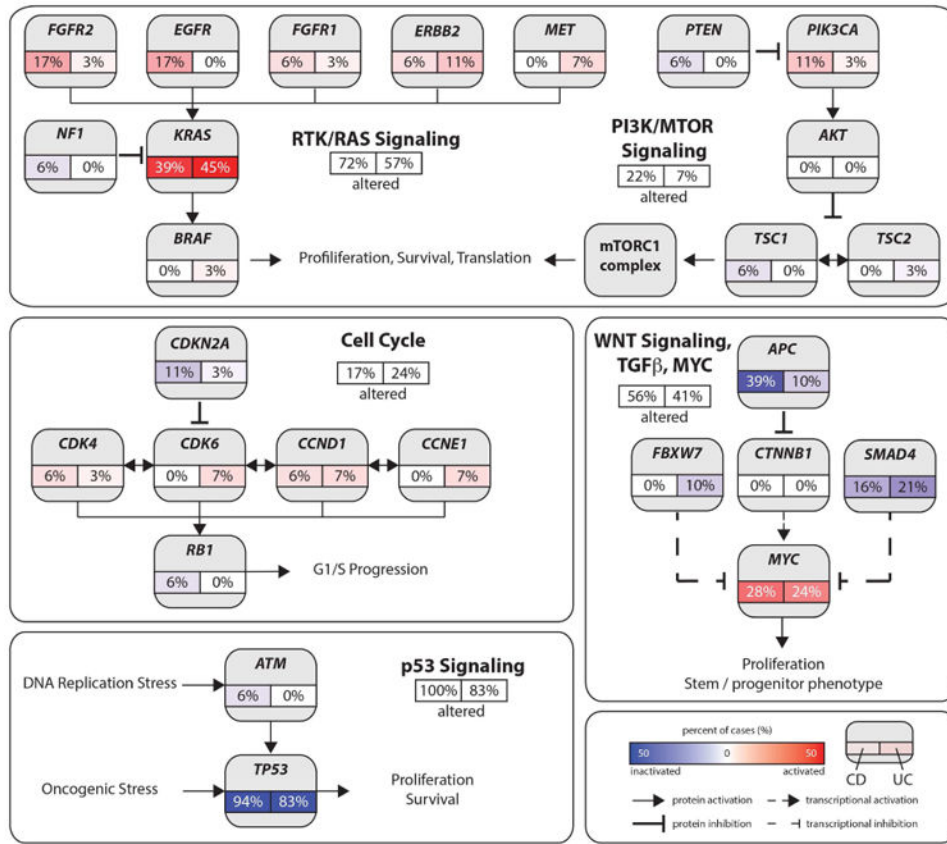 FGFR2 EGFR FGFR1 ERBB2 MET PTEN PIK3CA
17% 3% 17% 0% 6% 3% 6% 11% 0% 7% 6% 0% 11% 3%
NF1 KRAS RTK/RAS Signaling PI3K/MTOR Signaling AKT
6% 0% 39% 45% 72% 57% 22% 7% 0% 0%
altered altered
BRAF mTORC1 complex TSC1 TSC2
0% 3% Profiliferation, Survival, Translation 6% 0% 0% 3%
CDKN2A Cell Cycle
11% 3% 17% 24%
altered
CDK4 CDK6 CCND1 CCNE1
6% 3% 0% 7% 6% 7% 0% 7%
RB1
6% 0% G1/S Progression
WNT Signaling,
TGFβ, MYC
56% 41%
altered
APC
39% 10%
FBXW7 CTNNB1 SMAD4
0% 10% 0% 0% 16% 21%
MYC
28% 24%
Proliferation
Stem / progenitor phenotype
ATM p53 Signaling
DNA Replication Stress 6% 0% 100% 83%
altered
TP53
Oncogenic Stress 94% 83% Proliferation
Survival
percent of cases (%)
50 0 50
inactivated activated
CD UC
protein activation transcriptional activation
protein inhibition transcriptional inhibition